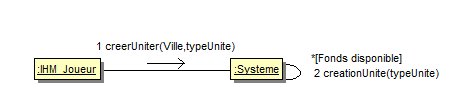 1 creerUniter(Ville,typeUnite)
*[Fonds disponible]
:IHM_Joueur
:Systeme
2 creationUnite(typeUnite)